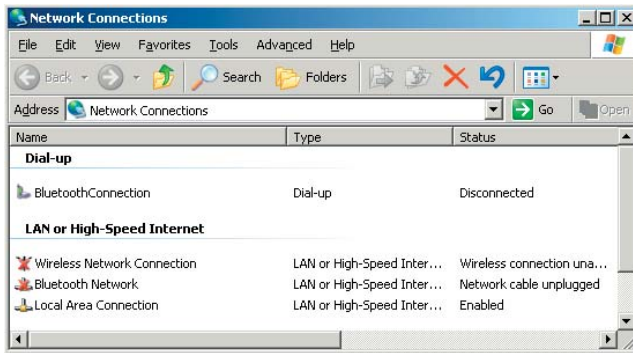 Network Connections
File Edit View Favorites Tools Advanced Help
Back Search Folders
Address Network Connections Go Open
Name Type Status
Dial-up
BluetoothConnection Dial-up Disconnected
LAN or High-Speed Internet
Wireless Network Connection LAN or High-Speed Inter... Wireless connection una...
Bluetooth Network LAN or High-Speed Inter... Network cable unplugged
Local Area Connection LAN or High-Speed Inter... Enabled